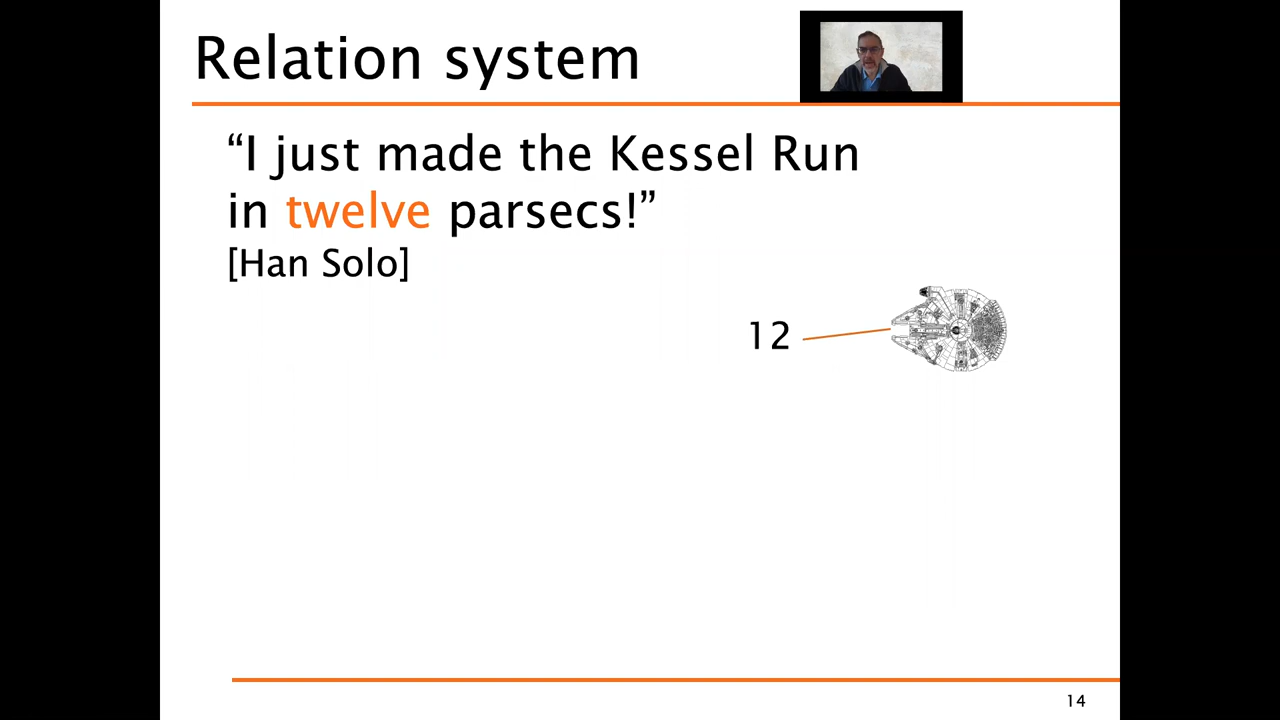 Relation system
“I just made the Kessel Run
in twelve parsecs!”
[Han Solo]
12
14